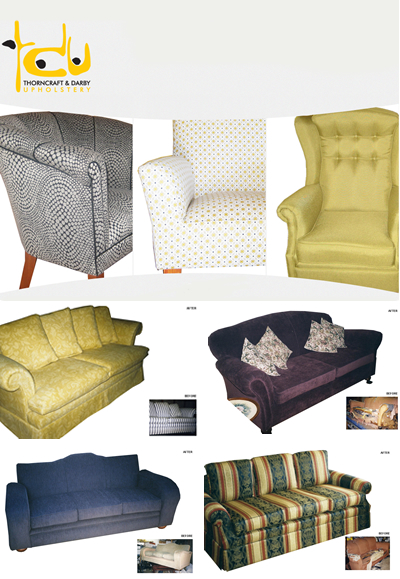 tdu
THORNCRAFT & DARBY
UPHOLSTERY
AFTER
BEFORE
AFTER
BEFORE
AFTER
BEFORE
AFTER
BEFORE